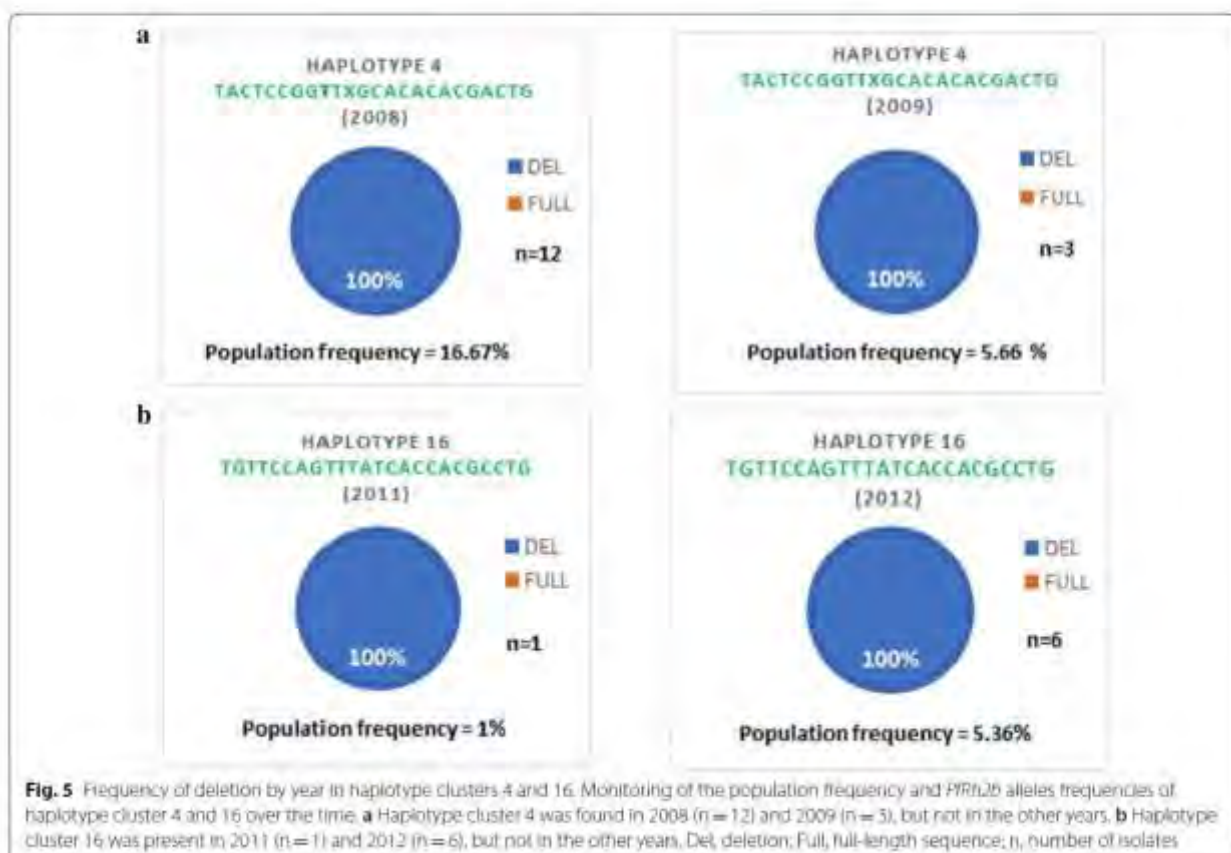 a
HAPLOTYPE 4
TACTCCGGTTXGCACACACGACTG
(2008)
DEL
FULL
n=12
100%
Population frequency = 16.67%
HAPLOTYPE 4
TACTCCGGTTXGCACACACGACTG
(2009)
DEL
FULL
n=3
100%
Population frequency = 5.66 %
b
HAPLOTYPE 16
TGTTCCAGTTTATCACCACGCCTG
(2011)
DEL
FULL
n=1
100%
Population frequency = 1%
HAPLOTYPE 16
TGTTCCAGTTTATCACCACGCCTG
(2012)
DEL
FULL
n=6
100%
Population frequency = 5.36%
Fig. 5 Frequency of deletion by year in haplotype clusters 4 and 16. Monitoring of the population frequency and PfRh2b alleles frequencies of
haplotype cluster 4 and 16 over the time. a Haplotype cluster 4 was found in 2008 (n = 12) and 2009 (n = 3), but not in the other years. b Haplotype
cluster 16 was present in 2011 (n = 1) and 2012 (n = 6), but not in the other years. Del, deletion; Full, full-length sequence; n, number of isolates